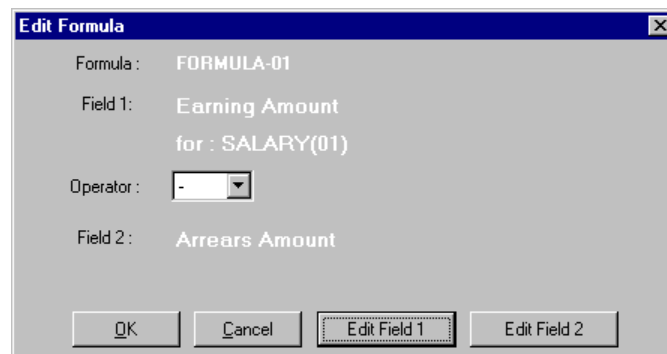 Edit Formula
Formula : FORMULA-01
Field 1: Earning Amount
for : SALARY(01)
Operator : -
Field 2 : Arrears Amount
OK Cancel Edit Field 1 Edit Field 2